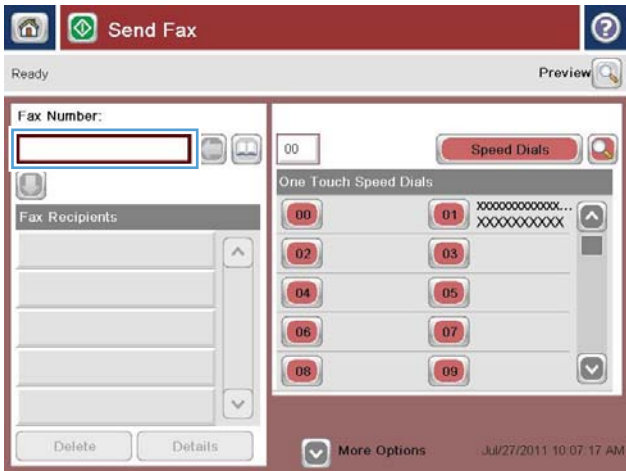 Send Fax
Ready
Preview
Fax Number:
00
Speed Dials
One Touch Speed Dials
Fax Recipients
00
01
XXXXXXXXXXXXX...
XXXXXXXXXXX
02
03
04
05
06
07
08
09
Delete
Details
More Options
Jul/27/2011 10:07:17 AM